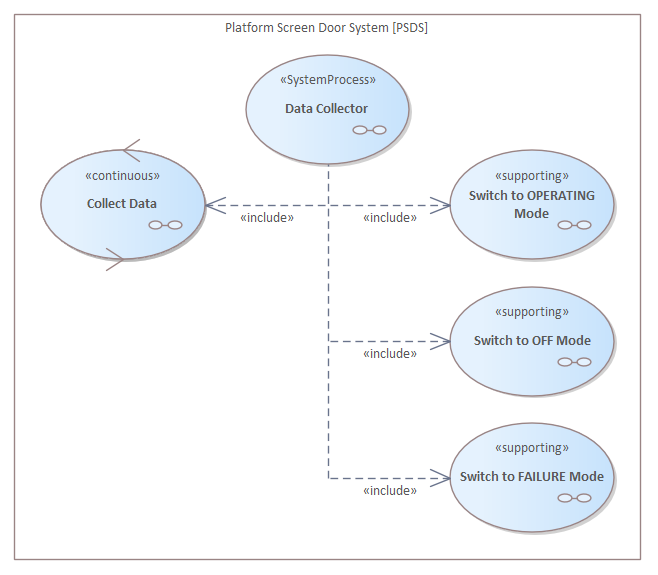 Platform Screen Door System [PSDS]
«SystemProcess»
Data Collector
«continuous»
Collect Data
«include»
«include»
«supporting»
Switch to OPERATING
Mode
«supporting»
Switch to OFF Mode
«include»
«supporting»
Switch to FAILURE Mode
«include»